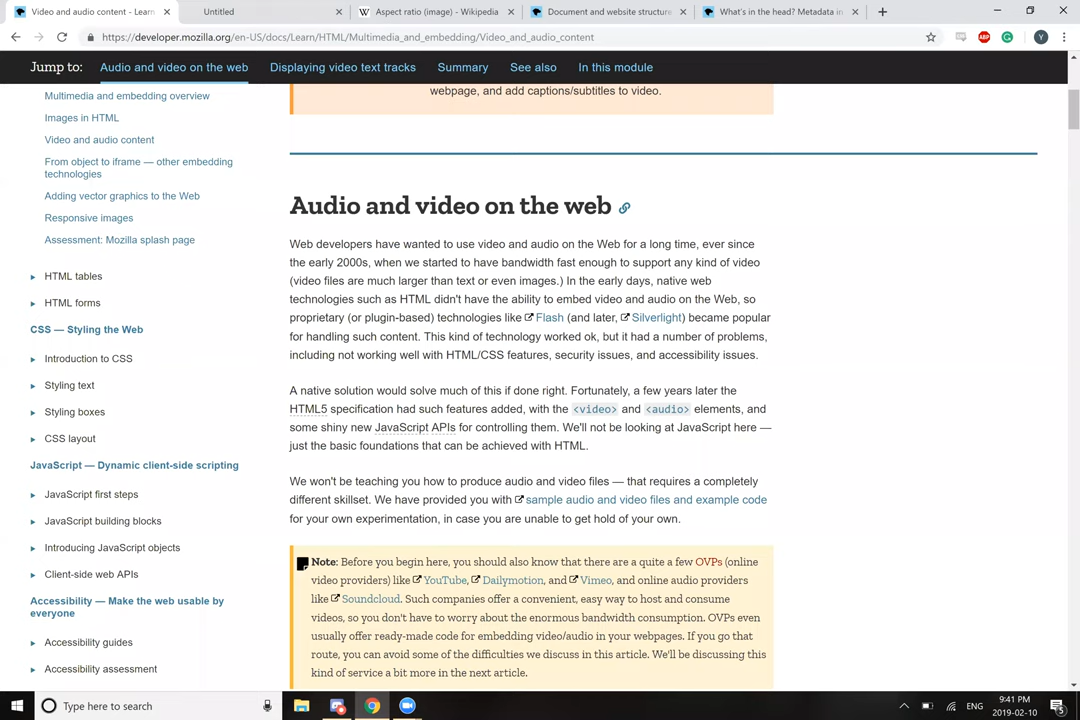 Video and audio content - Learn
Untitled
Aspect ratio (image) - Wikipedia
Document and website structure
What's in the head? Metadata in
https://developer.mozilla.org/en-US/docs/Learn/HTML/Multimedia_and_embedding/Video_and_audio_content
ABP
Y
Jump to:
Audio and video on the web
Displaying video text tracks
Summary
See also
In this module
Multimedia and embedding overview
Images in HTML
Video and audio content
From object to iframe — other embedding
technologies
Adding vector graphics to the Web
Responsive images
Assessment: Mozilla splash page
HTML tables
HTML forms
CSS — Styling the Web
Introduction to CSS
Styling text
Styling boxes
CSS layout
JavaScript — Dynamic client-side scripting
JavaScript first steps
JavaScript building blocks
Introducing JavaScript objects
Client-side web APIs
Accessibility — Make the web usable by
everyone
Accessibility guides
Accessibility assessment
webpage, and add captions/subtitles to video.
Audio and video on the web
Web developers have wanted to use video and audio on the Web for a long time, ever since
the early 2000s, when we started to have bandwidth fast enough to support any kind of video
(video files are much larger than text or even images.) In the early days, native web
technologies such as HTML didn't have the ability to embed video and audio on the Web, so
proprietary (or plugin-based) technologies like Flash (and later, Silverlight) became popular
for handling such content. This kind of technology worked ok, but it had a number of problems,
including not working well with HTML/CSS features, security issues, and accessibility issues.
A native solution would solve much of this if done right. Fortunately, a few years later the
HTML5 specification had such features added, with the <video> and <audio> elements, and
some shiny new JavaScript APIs for controlling them. We'll not be looking at JavaScript here —
just the basic foundations that can be achieved with HTML.
We won't be teaching you how to produce audio and video files — that requires a completely
different skillset. We have provided you with sample audio and video files and example code
for your own experimentation, in case you are unable to get hold of your own.
Note: Before you begin here, you should also know that there are a quite a few OVPs (online
video providers) like YouTube, Dailymotion, and Vimeo, and online audio providers
like Soundcloud. Such companies offer a convenient, easy way to host and consume
videos, so you don't have to worry about the enormous bandwidth consumption. OVPs even
usually offer ready-made code for embedding video/audio in your webpages. If you go that
route, you can avoid some of the difficulties we discuss in this article. We'll be discussing this
kind of service a bit more in the next article.
Type here to search
ENG
9:41 PM
2019-02-10
5